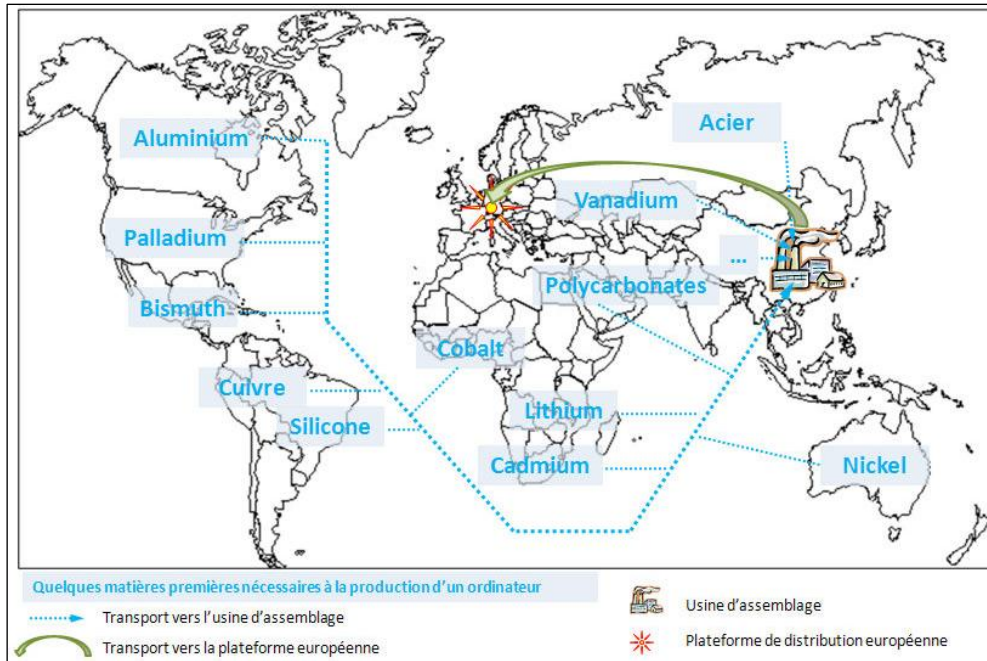 Acier
Aluminium
Vanadium
Palladium
...
Polycarbonates
Bismuth
Cobalt
Cuivre
Lithium
Silicone
Cadmium
Nickel
Quelques matières premières nécessaires à la production d'un ordinateur
Transport vers l'usine d'assemblage
Usine d'assemblage
Transport vers la plateforme européenne
Plateforme de distribution européenne